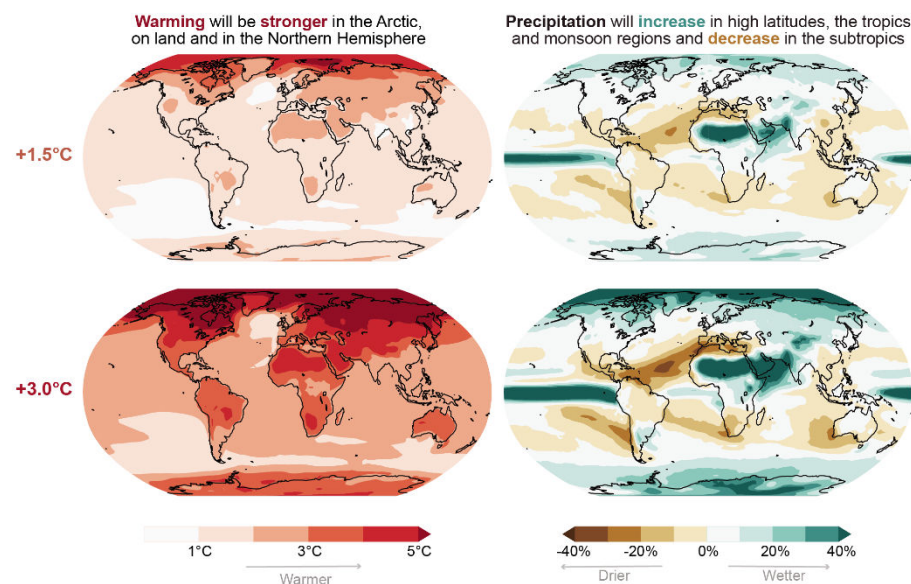 Warming will be stronger in the Arctic,
on land and in the Northern Hemisphere
Precipitation will increase in high latitudes, the tropics
and monsoon regions and decrease in the subtropics
+1.5°C
+3.0°C
1°C 3°C 5°C
Warmer
-40% -20% 0% 20% 40%
Drier Wetter